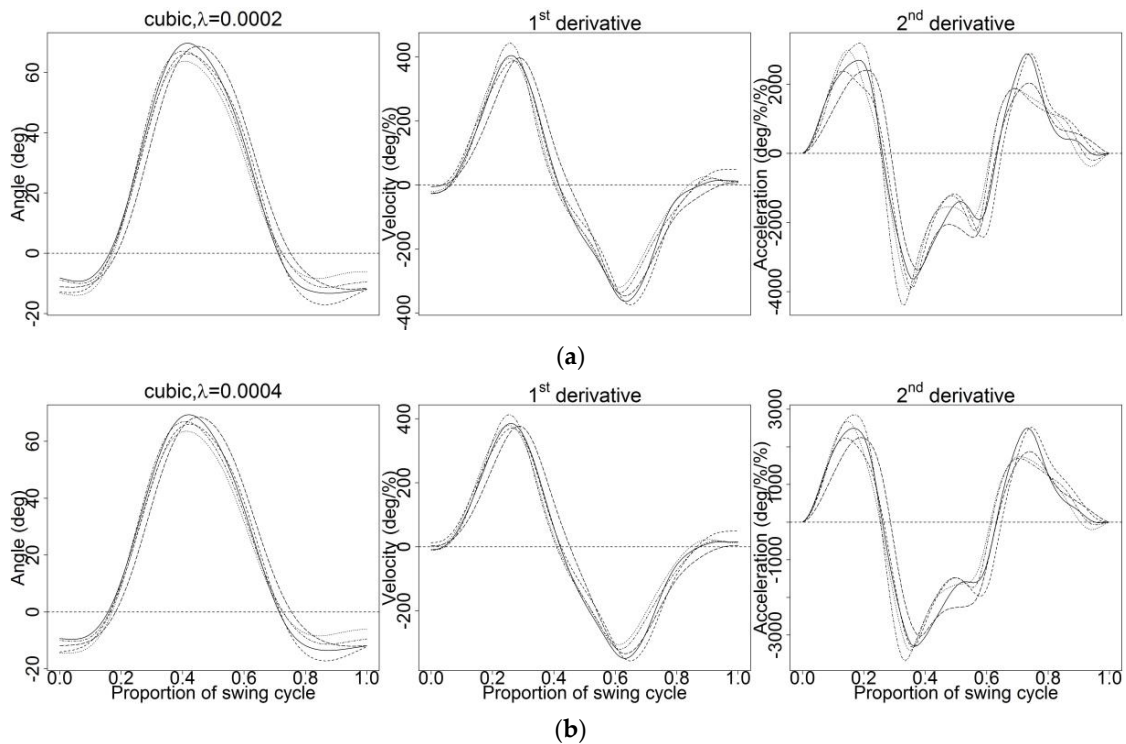 cubic,λ=0.0002
1st derivative
2nd derivative
Angle (deg)
60
40
20
0
-20
Velocity (deg/%)
400
200
0
-200
-400
Acceleration (deg/%/%)
2000
0
-2000
-4000
(a)
cubic,λ=0.0004
1st derivative
2nd derivative
Angle (deg)
60
40
20
0
-20
Velocity (deg/%)
400
200
0
-200
Acceleration (deg/%/%)
3000
1000
-1000
-3000
0.0 0.2 0.4 0.6 0.8 1.0
Proportion of swing cycle
0.0 0.2 0.4 0.6 0.8 1.0
Proportion of swing cycle
0.0 0.2 0.4 0.6 0.8 1.0
Proportion of swing cycle
(b)